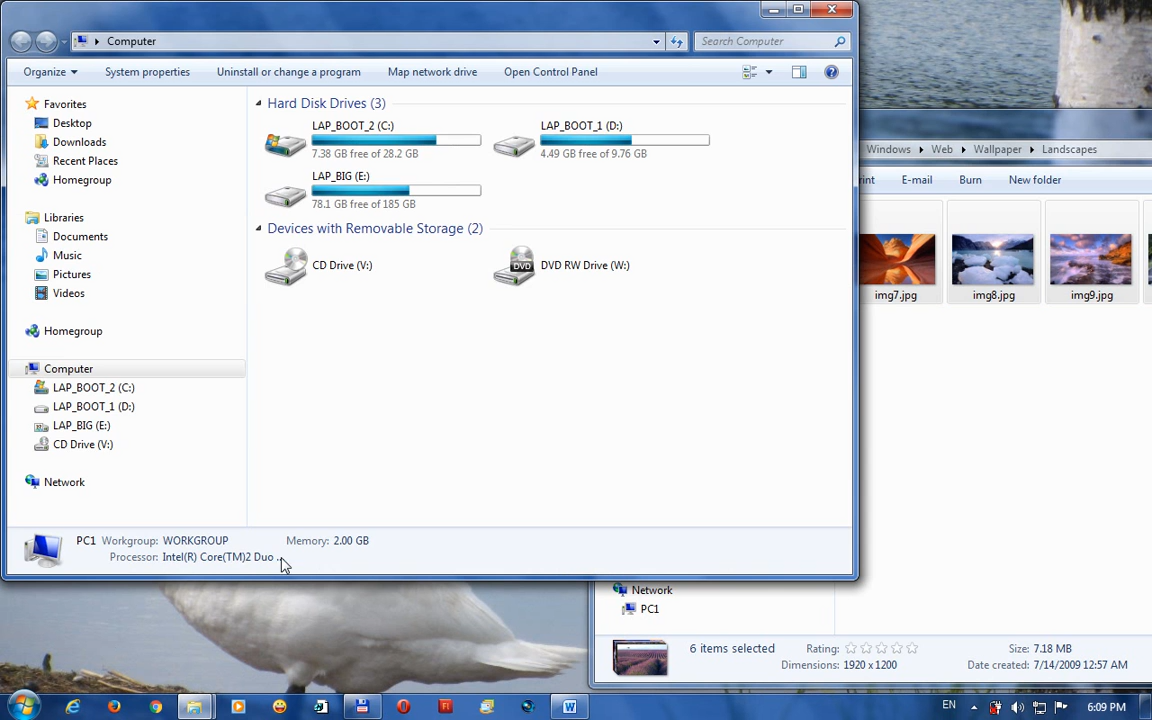 Computer
Search Computer
Organize
System properties
Uninstall or change a program
Map network drive
Open Control Panel
Favorites
Desktop
Downloads
Recent Places
Homegroup
Libraries
Documents
Music
Pictures
Videos
Homegroup
Computer
LAP_BOOT_2 (C:)
LAP_BOOT_1 (D:)
LAP_BIG (E:)
CD Drive (V:)
Network
Hard Disk Drives (3)
LAP_BOOT_2 (C:)
7.38 GB free of 28.2 GB
LAP_BOOT_1 (D:)
4.49 GB free of 9.76 GB
LAP_BIG (E:)
78.1 GB free of 185 GB
Devices with Removable Storage (2)
CD Drive (V:)
DVD
DVD RW Drive (W:)
PC1 Workgroup: WORKGROUP Memory: 2.00 GB
Processor: Intel(R) Core(TM)2 Duo ...
Windows Web Wallpaper Landscapes
rint E-mail Burn New folder
img7.jpg
img8.jpg
img9.jpg
Network
PC1
6 items selected
Rating:
Dimensions: 1920 x 1200
Size: 7.18 MB
Date created: 7/14/2009 12:57 AM
EN
6:09 PM